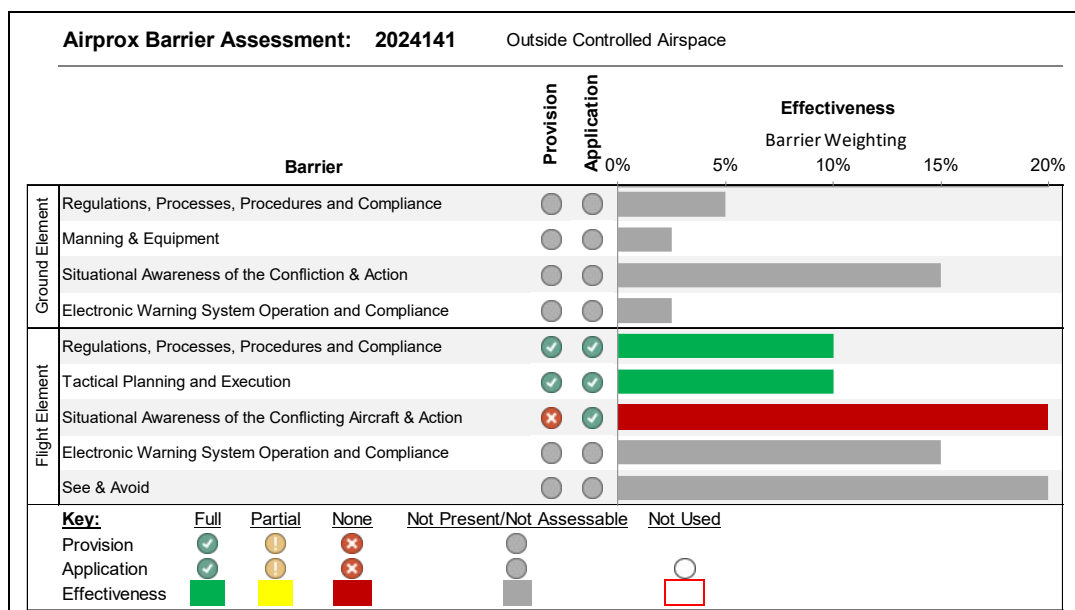 Airprox Barrier Assessment: 2024141 Outside Controlled Airspace
Barrier
Provision
Application
Effectiveness
Barrier Weighting
0% 5% 10% 15% 20%
Ground Element
Regulations, Processes, Procedures and Compliance
Manning & Equipment
Situational Awareness of the Confliction & Action
Electronic Warning System Operation and Compliance
Flight Element
Regulations, Processes, Procedures and Compliance
Tactical Planning and Execution
Situational Awareness of the Conflicting Aircraft & Action
Electronic Warning System Operation and Compliance
See & Avoid
Key: Full Partial None Not Present/Not Assessable Not Used
Provision
Application
Effectiveness